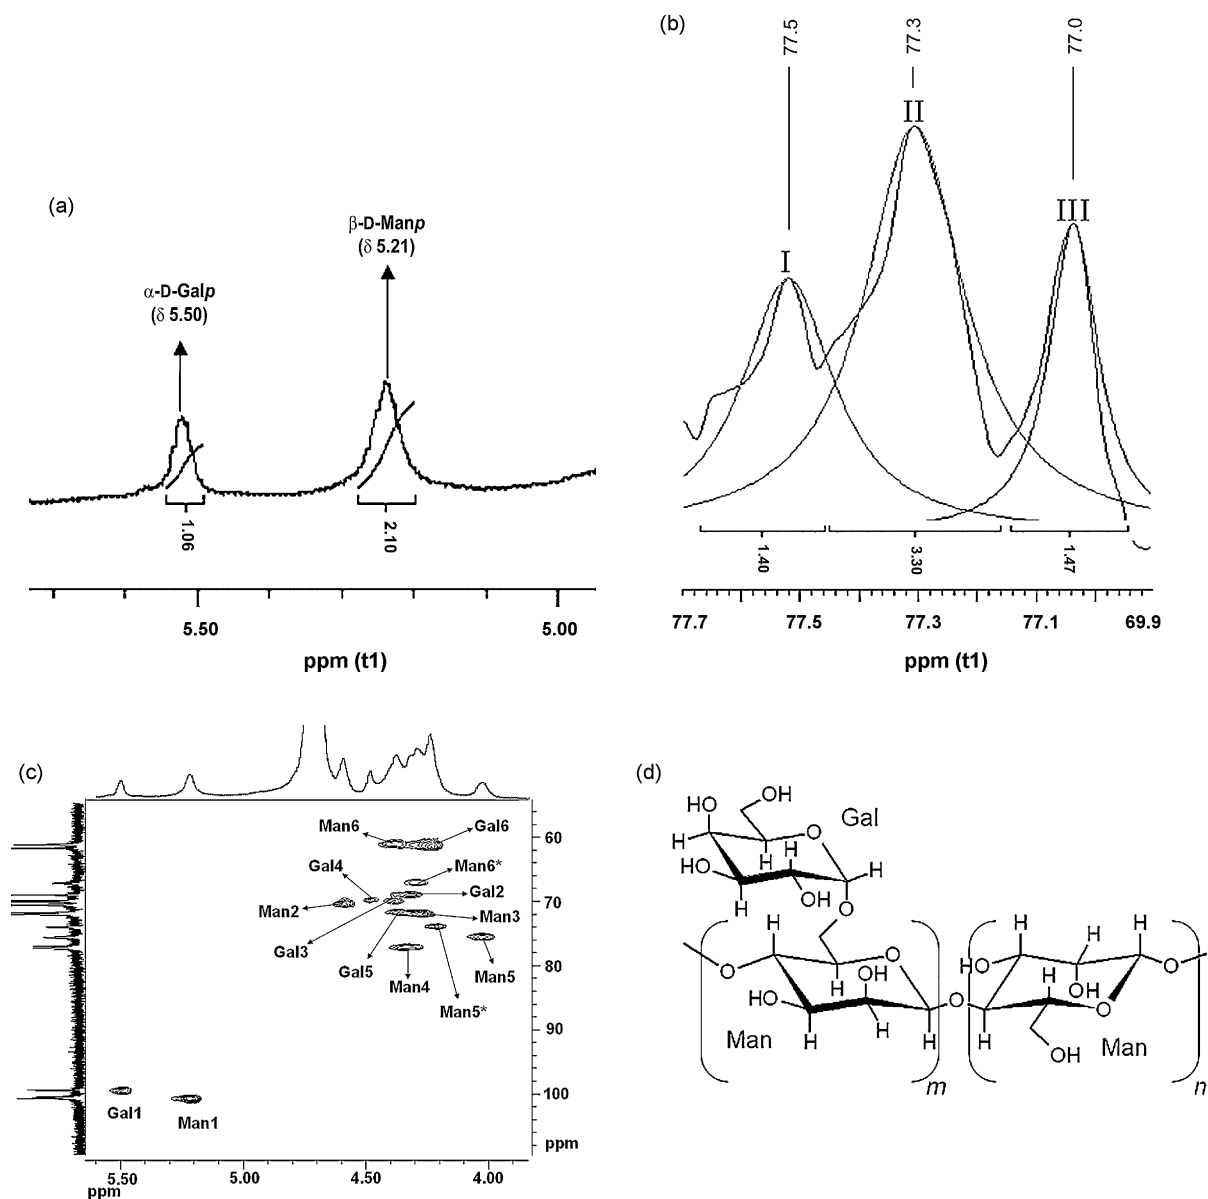 (a)
α-D-Galp
(δ 5.50)
β-D-Manp
(δ 5.21)
1.06
2.10
5.50
5.00
ppm (t1)
(b)
77.5
77.3
77.0
I
II
III
1.40
3.30
1.47
77.7
77.5
77.3
77.1
69.9
ppm (t1)
(c)
Man6
Gal6
Gal4
Man6*
Man2
Gal2
Gal3
Man3
Gal5
Man4
Man5
Man5*
Gal1
Man1
60
70
80
90
100
ppm
5.50
5.00
4.50
4.00
ppm
(d)
HO
OH
O
Gal
H
H
H
HO
H
H
OH
O
H
H
O
O
OH
H
HO
H
H
H
Man
O
m
HO
H
H
H
O
OH
H
O
H
OH
Man
n